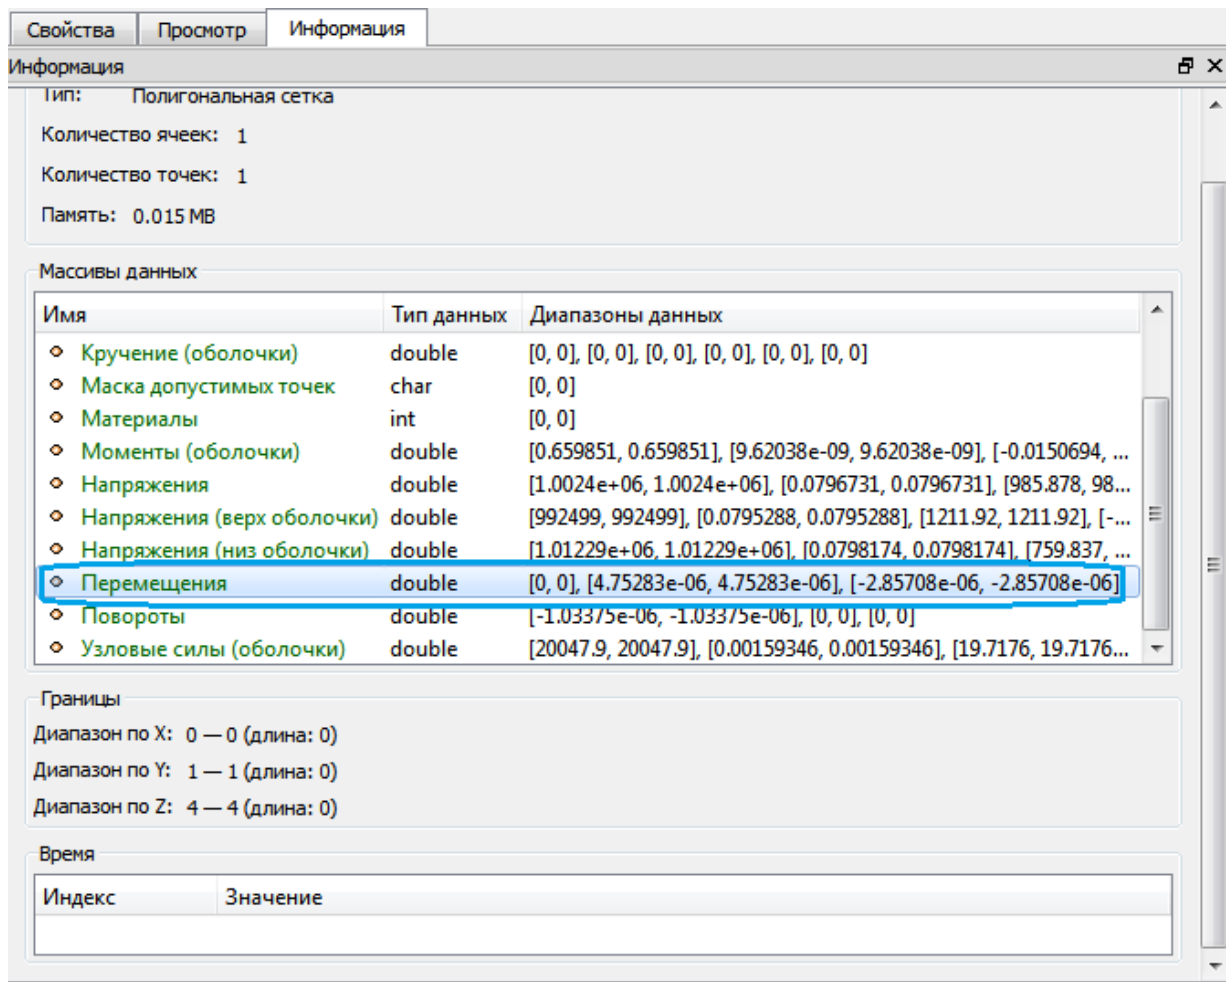 Свойства Просмотр Информация
Информация
Тип: Полигональная сетка
Количество ячеек: 1
Количество точек: 1
Память: 0.015 MB
Массивы данных
Имя Тип данных Диапазоны данных
Кручение (оболочки) double [0, 0], [0, 0], [0, 0], [0, 0], [0, 0], [0, 0]
Маска допустимых точек char [0, 0]
Материалы int [0, 0]
Моменты (оболочки) double [0.659851, 0.659851], [9.62038e-09, 9.62038e-09], [-0.0150694, ...
Напряжения double [1.0024e+06, 1.0024e+06], [0.0796731, 0.0796731], [985.878, 98...
Напряжения (верх оболочки) double [992499, 992499], [0.0795288, 0.0795288], [1211.92, 1211.92], [-...
Напряжения (низ оболочки) double [1.01229e+06, 1.01229e+06], [0.0798174, 0.0798174], [759.837, ...
Перемещения double [0, 0], [4.75283e-06, 4.75283e-06], [-2.85708e-06, -2.85708e-06]
Повороты double [-1.03375e-06, -1.03375e-06], [0, 0], [0, 0]
Узловые силы (оболочки) double [20047.9, 20047.9], [0.00159346, 0.00159346], [19.7176, 19.7176...
Границы
Диапазон по X: 0 — 0 (длина: 0)
Диапазон по Y: 1 — 1 (длина: 0)
Диапазон по Z: 4 — 4 (длина: 0)
Время
Индекс Значение